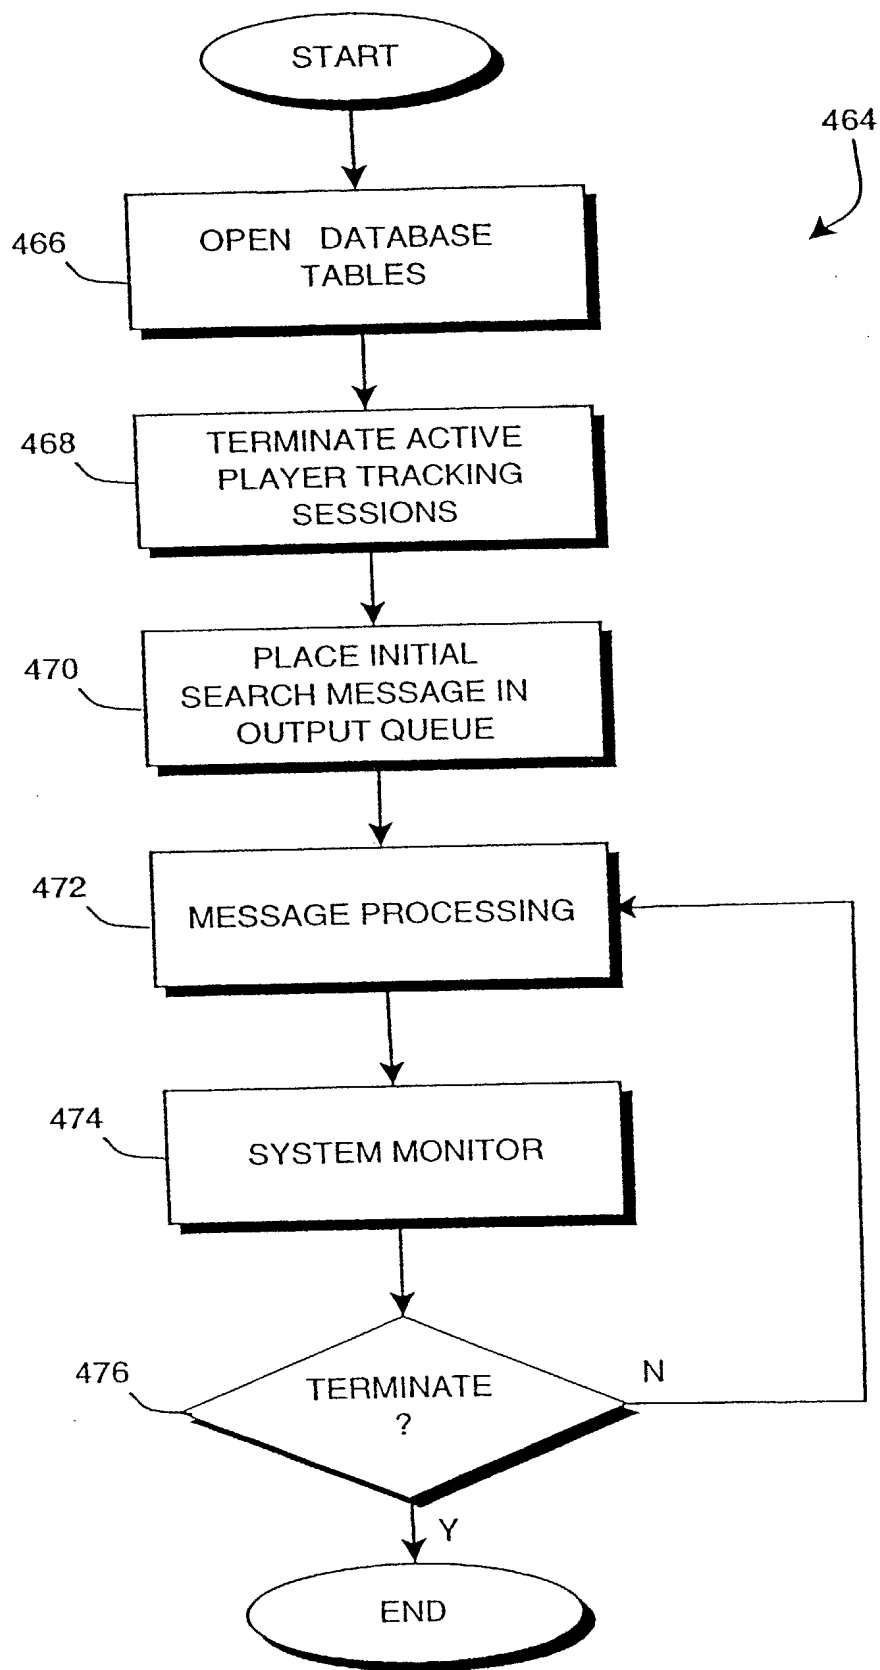 START
464
466
OPEN DATABASE
TABLES
468
TERMINATE ACTIVE
PLAYER TRACKING
SESSIONS
470
PLACE INITIAL
SEARCH MESSAGE IN
OUTPUT QUEUE
472
MESSAGE PROCESSING
474
SYSTEM MONITOR
476
TERMINATE
?
N
Y
END